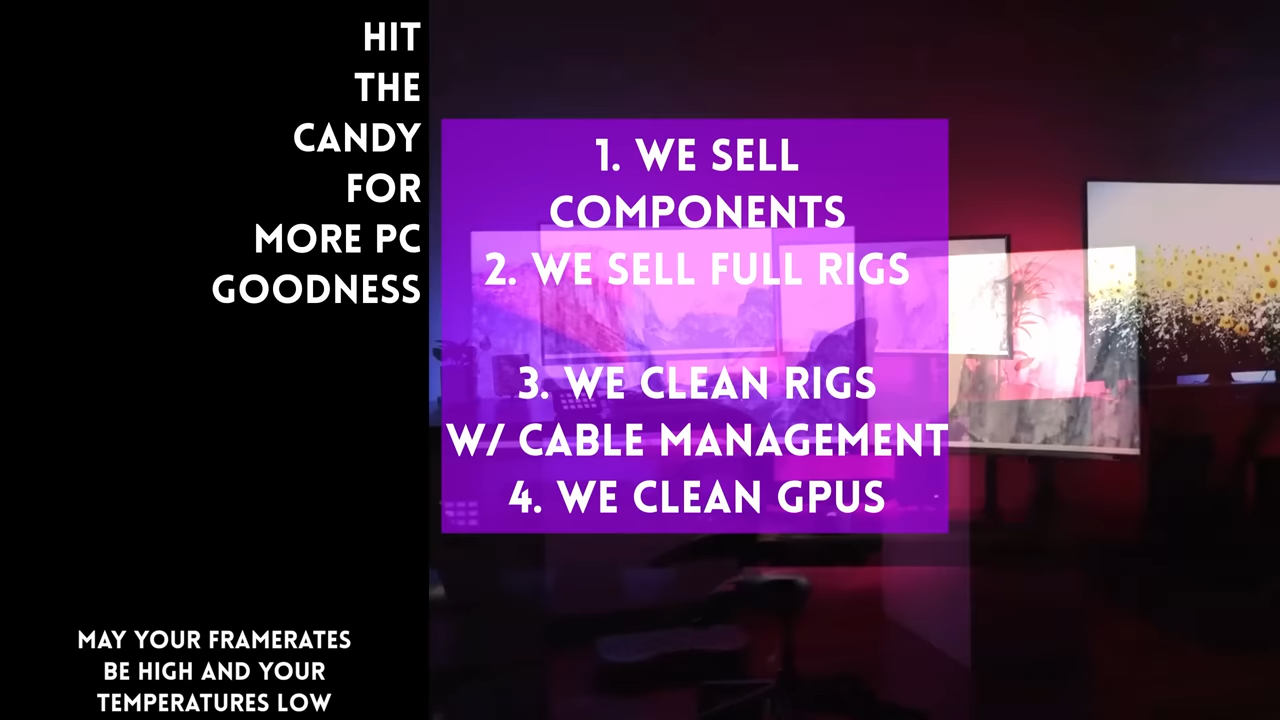 HIT
THE
CANDY
FOR
MORE PC
GOODNESS
1. WE SELL
COMPONENTS
2. WE SELL FULL RIGS
3. WE CLEAN RIGS
W/ CABLE MANAGEMENT
4. WE CLEAN GPUS
MAY YOUR FRAMERATES
BE HIGH AND YOUR
TEMPERATURES LOW